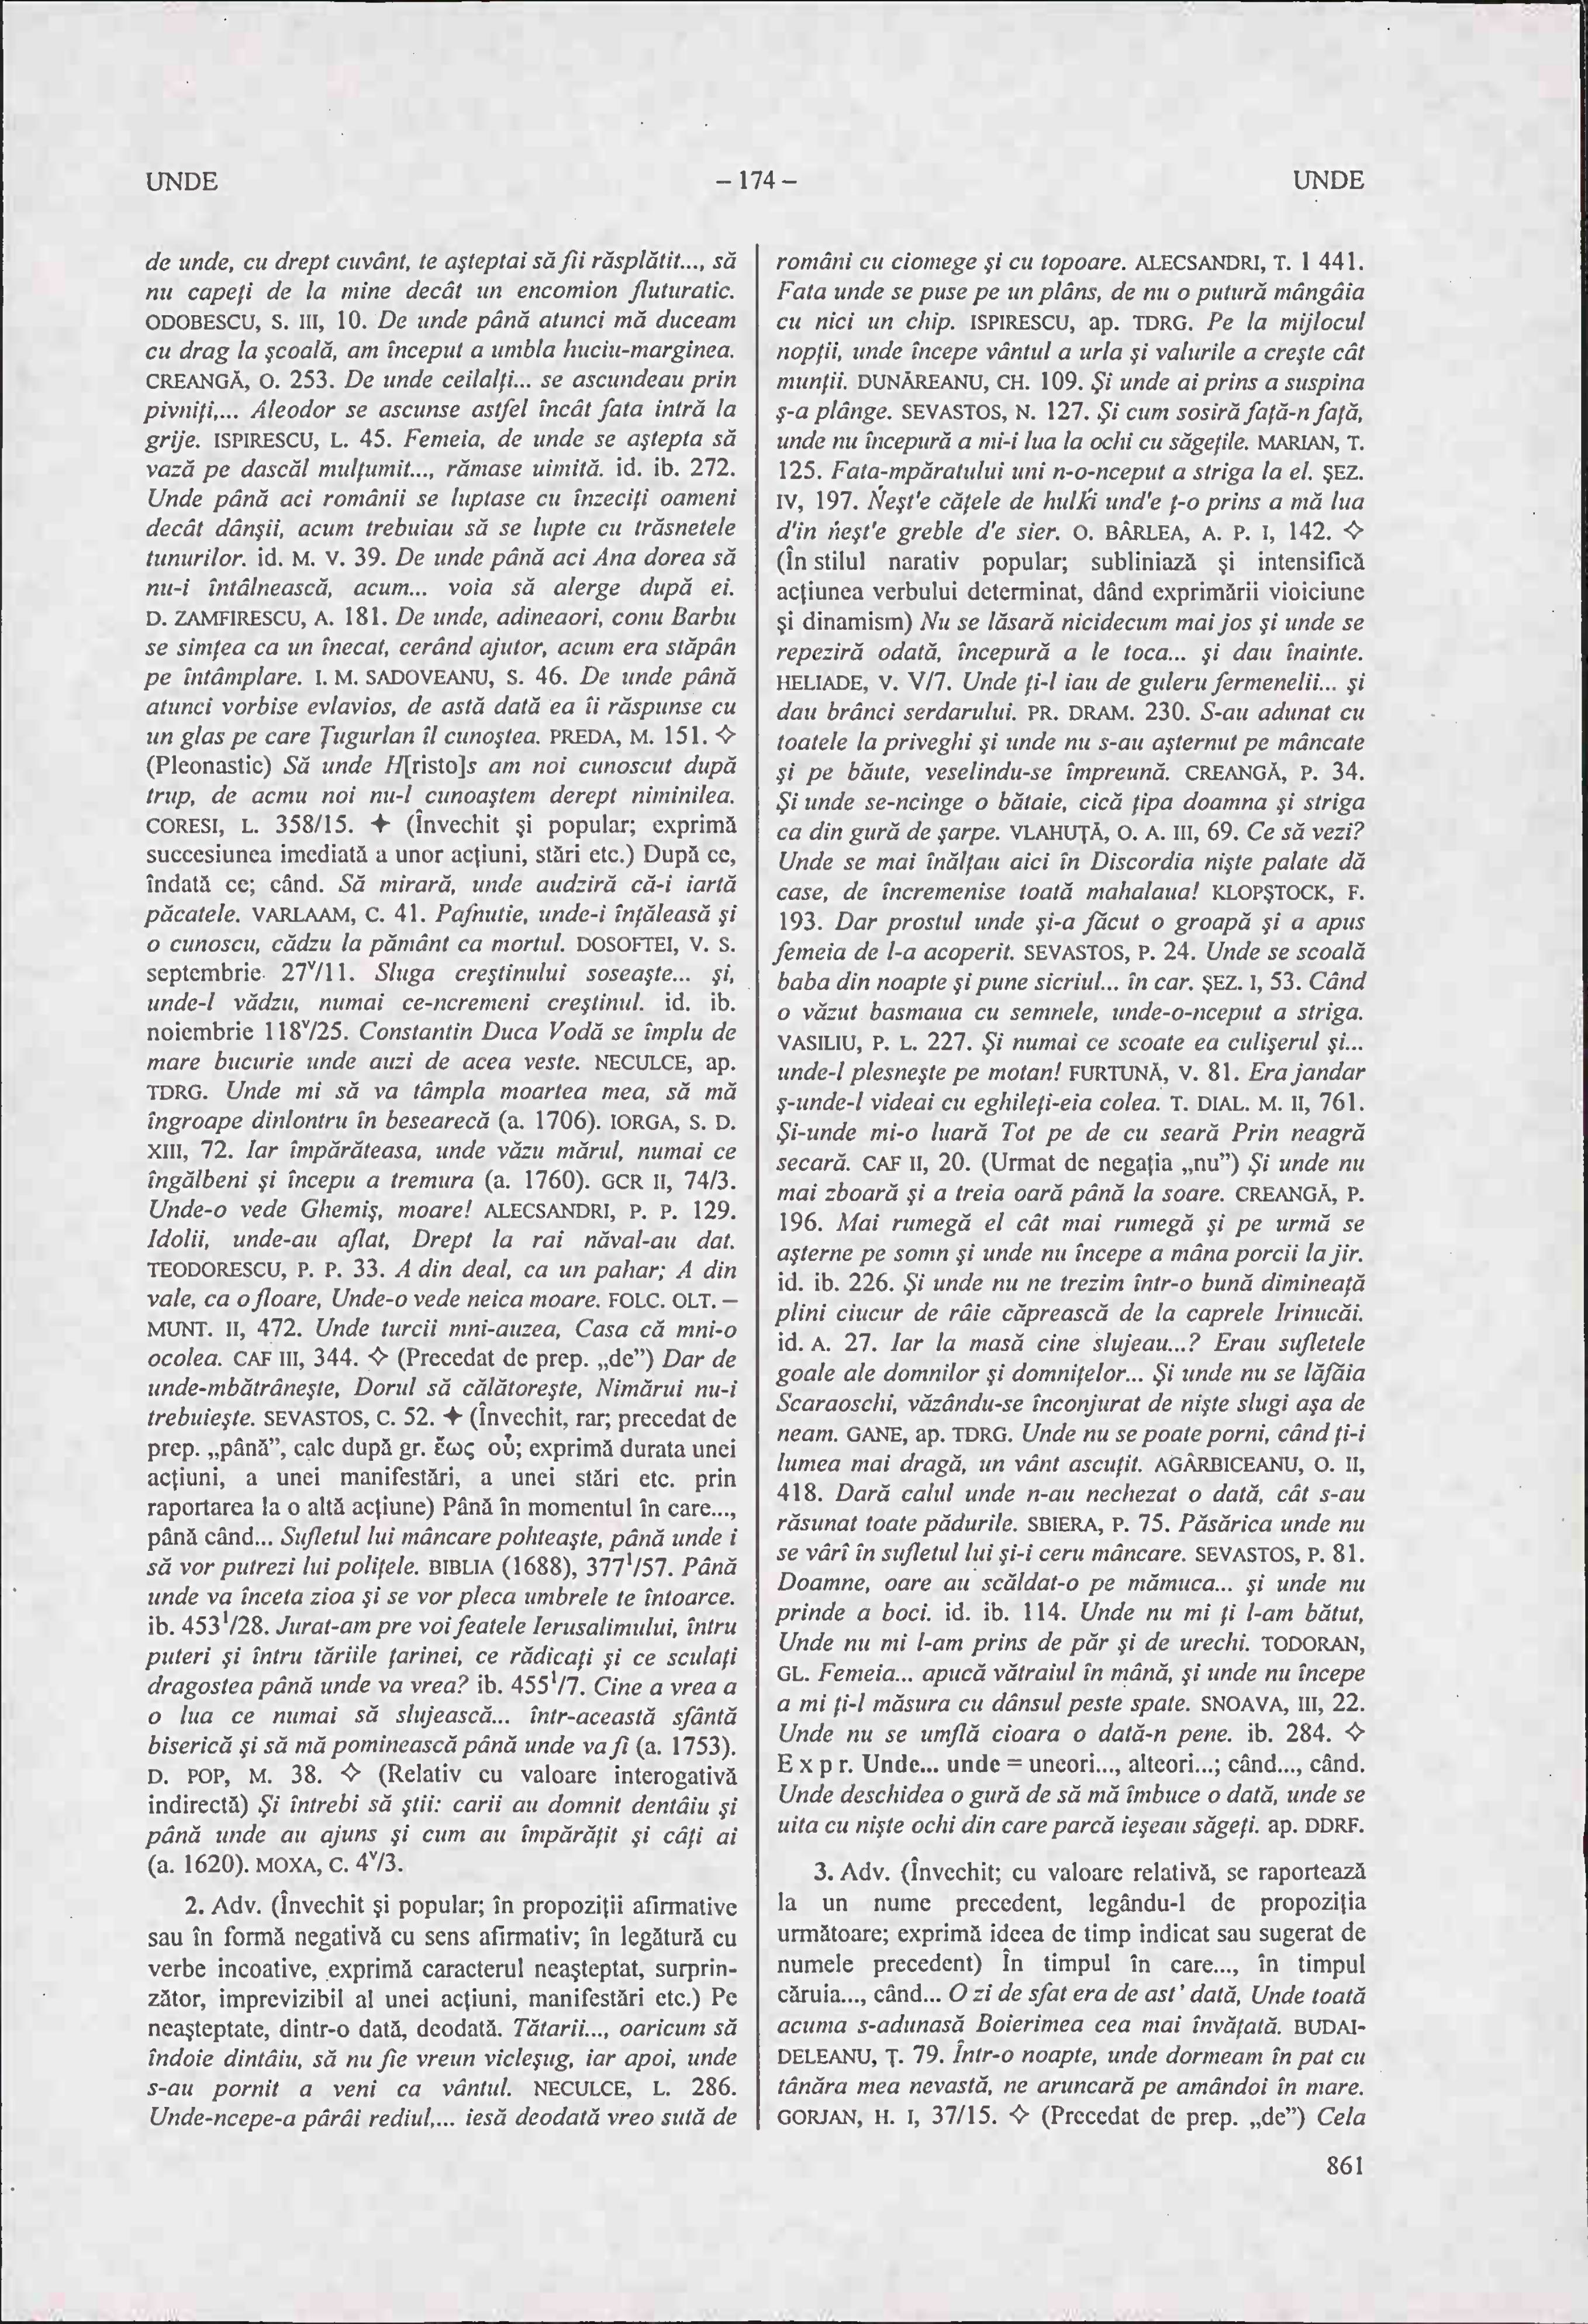 UNDE
– 174 –
UNDE
de unde, cu drept cuvânt, te aşteptai să fii răsplătit..., să
nu capeţi de la mine decât un encomion fluturatic.
ODOBESCU, S. III, 10. De unde până atunci mă duceam
cu drag la şcoală, am început a umbla huciu-marginea.
CREANGĂ, O. 253. De unde ceilalţi... se ascundeau prin
pivniţi,... Aleodor se ascunse astfel încât fata intră la
grije. ISPIRESCU, L. 45. Femeia, de unde se aştepta să
vază pe dascăl mulţumit..., rămase uimită. id. ib. 272.
Unde până aci românii se luptase cu înzeciţi oameni
decât dânşii, acum trebuiau să se lupte cu trăsnetele
tunurilor. id. M. V. 39. De unde până aci Ana dorea să
nu-i întâlnească, acum... voia să alerge după ei.
D. ZAMFIRESCU, A. 181. De unde, adineaori, conu Barbu
se simţea ca un înecat, cerând ajutor, acum era stăpân
pe întâmplare. I. M. SADOVEANU, S. 46. De unde până
atunci vorbise evlavios, de astă dată ea îi răspunse cu
un glas pe care Ţugurlan îl cunoştea. PREDA, M. 151. ◇
(Pleonastic) Să unde H[risto]s am noi cunoscut după
trup, de acmu noi nu-l cunoaştem derept niminilea.
CORESI, L. 358/15. ✦ (Învechit şi popular; exprimă
succesiunea imediată a unor acţiuni, stări etc.) După ce,
îndată ce; când. Să mirară, unde audziră că-i iartă
păcatele. VARLAAM, C. 41. Pafnutie, unde-i înţăleasă şi
o cunoscu, cădzu la pământ ca mortul. DOSOFTEI, V. S.
septembrie 27ᵛ/11. Sluga creştinului soseaşte... şi,
unde-l vădzu, numai ce-ncremeni creştinul. id. ib.
noiembrie 118ᵛ/25. Constantin Duca Vodă se împlu de
mare bucurie unde auzi de acea veste. NECULCE, ap.
TDRG. Unde mi să va tâmpla moartea mea, să mă
îngroape dinlontru în besearecă (a. 1706). IORGA, S. D.
XIII, 72. Iar împărăteasa, unde văzu mărul, numai ce
îngălbeni şi începu a tremura (a. 1760). GCR II, 74/3.
Unde-o vede Ghemiş, moare! ALECSANDRI, P. P. 129.
Idolii, unde-au aflat, Drept la rai năval-au dat.
TEODORESCU, P. P. 33. A din deal, ca un pahar; A din
vale, ca o floare, Unde-o vede neica moare. FOLC. OLT. –
MUNT. II, 472. Unde turcii mni-auzea, Casa că mni-o
ocolea. CAF III, 344. ◇ (Precedat de prep. „de”) Dar de
unde-mbătrâneşte, Dorul să călătoreşte, Nimărui nu-i
trebuieşte. SEVASTOS, C. 52. ✦ (Învechit, rar; precedat de
prep. „până”, calc după gr. ἕως οὗ; exprimă durata unei
acţiuni, a unei manifestări, a unei stări etc. prin
raportarea la o altă acţiune) Până în momentul în care...,
până când... Sufletul lui mâncare pohteaşte, până unde i
să vor putrezi lui poliţele. BIBLIA (1688), 377¹/57. Până
unde va înceta zioa şi se vor pleca umbrele te întoarce.
ib. 453¹/28. Jurat-am pre voi featele Ierusalimului, întru
puteri şi întru tăriile ţarinei, ce rădicaţi şi ce sculaţi
dragostea până unde va vrea? ib. 455¹/7. Cine a vrea a
o lua ce numai să slujească... într-această sfântă
biserică şi să mă pominească până unde va fi (a. 1753).
D. POP, M. 38. ◇ (Relativ cu valoare interogativă
indirectă) Şi întrebi să ştii: carii au domnit dentâiu şi
până unde au ajuns şi cum au împărăţit şi câţi ai
(a. 1620). MOXA, C. 4ᵛ/3.
2. Adv. (Învechit şi popular; în propoziţii afirmative
sau în formă negativă cu sens afirmativ; în legătură cu
verbe incoative, exprimă caracterul neaşteptat, surprin-
zător, imprevizibil al unei acţiuni, manifestări etc.) Pe
neaşteptate, dintr-o dată, deodată. Tătarii..., oaricum să
îndoie dintâiu, să nu fie vreun vicleşug, iar apoi, unde
s-au pornit a veni ca vântul. NECULCE, L. 286.
Unde-ncepe-a pârâi rediul,... iesă deodată vreo sută de
români cu ciomege şi cu topoare. ALECSANDRI, T. 1 441.
Fata unde se puse pe un plâns, de nu o putură mângâia
cu nici un chip. ISPIRESCU, ap. TDRG. Pe la mijlocul
nopţii, unde începe vântul a urla şi valurile a creşte cât
munţii. DUNĂREANU, CH. 109. Şi unde ai prins a suspina
ş-a plânge. SEVASTOS, N. 127. Şi cum sosiră faţă-n faţă,
unde nu începură a mi-i lua la ochi cu săgeţile. MARIAN, T.
125. Fata-mpăratului uni n-o-nceput a striga la el. ŞEZ.
IV, 197. Ńeşt'e căţele de hulḱi und'e ţ-o prins a mă lua
d'in ńeşt'e greble d'e sier. O. BÂRLEA, A. P. I, 142. ◇
(În stilul narativ popular; subliniază şi intensifică
acţiunea verbului determinat, dând exprimării vioiciune
şi dinamism) Nu se lăsară nicidecum mai jos şi unde se
repeziră odată, începură a le toca... şi dau înainte.
HELIADE, V. V/7. Unde ţi-l iau de guleru fermenelii... şi
dau brânci serdarului. PR. DRAM. 230. S-au adunat cu
toatele la priveghi şi unde nu s-au aşternut pe mâncate
şi pe băute, veselindu-se împreună. CREANGĂ, P. 34.
Şi unde se-ncinge o bătaie, cică ţipa doamna şi striga
ca din gură de şarpe. VLAHUŢĂ, O. A. III, 69. Ce să vezi?
Unde se mai înălţau aici în Discordia nişte palate dă
case, de încremenise toată mahalaua! KLOPŞTOCK, F.
193. Dar prostul unde şi-a făcut o groapă şi a apus
femeia de l-a acoperit. SEVASTOS, P. 24. Unde se scoală
baba din noapte şi pune sicriul... în car. ŞEZ. I, 53. Când
o văzut basmaua cu semnele, unde-o-nceput a striga.
VASILIU, P. L. 227. Şi numai ce scoate ea culişerul şi...
unde-l plesneşte pe motan! FURTUNĂ, V. 81. Era jandar
ş-unde-l videai cu eghileţi-eia colea. T. DIAL. M. II, 761.
Şi-unde mi-o luară Tot pe de cu seară Prin neagră
secară. CAF II, 20. (Urmat de negaţia „nu”) Şi unde nu
mai zboară şi a treia oară până la soare. CREANGĂ, P.
196. Mai rumegă el cât mai rumegă şi pe urmă se
aşterne pe somn şi unde nu începe a mâna porcii la jir.
id. ib. 226. Şi unde nu ne trezim într-o bună dimineaţă
plini ciucur de râie căprească de la caprele Irinucăi.
id. A. 27. Iar la masă cine slujeau...? Erau sufletele
goale ale domnilor şi domniţelor... Şi unde nu se lăfăia
Scaraoschi, văzându-se înconjurat de nişte slugi aşa de
neam. GANE, ap. TDRG. Unde nu se poate porni, când ţi-i
lumea mai dragă, un vânt ascuţit. AGÂRBICEANU, O. II,
418. Dară calul unde n-au nechezat o dată, cât s-au
răsunat toate pădurile. SBIERA, P. 75. Păsărica unde nu
se vârî în sufletul lui şi-i ceru mâncare. SEVASTOS, P. 81.
Doamne, oare au scăldat-o pe mămuca... şi unde nu
prinde a boci. id. ib. 114. Unde nu mi ţi l-am bătut,
Unde nu mi l-am prins de păr şi de urechi. TODORAN,
GL. Femeia... apucă vătraiul în mână, şi unde nu începe
a mi ţi-l măsura cu dânsul peste spate. SNOAVA, III, 22.
Unde nu se umflă cioara o dată-n pene. ib. 284. ◇
E x p r. Unde... unde = uneori..., alteori...; când..., când.
Unde deschidea o gură de să mă îmbuce o dată, unde se
uita cu nişte ochi din care parcă ieşeau săgeţi. ap. DDRF.
3. Adv. (Învechit; cu valoare relativă, se raportează
la un nume precedent, legându-l de propoziţia
următoare; exprimă ideea de timp indicat sau sugerat de
numele precedent) În timpul în care..., în timpul
căruia..., când... O zi de sfat era de ast’ dată, Unde toată
acuma s-adunasă Boierimea cea mai învăţată. BUDAI-
DELEANU, Ţ. 79. Într-o noapte, unde dormeam în pat cu
tânăra mea nevastă, ne aruncară pe amândoi în mare.
GORJAN, H. I, 37/15. ◇ (Precedat de prep. „de”) Cela
861